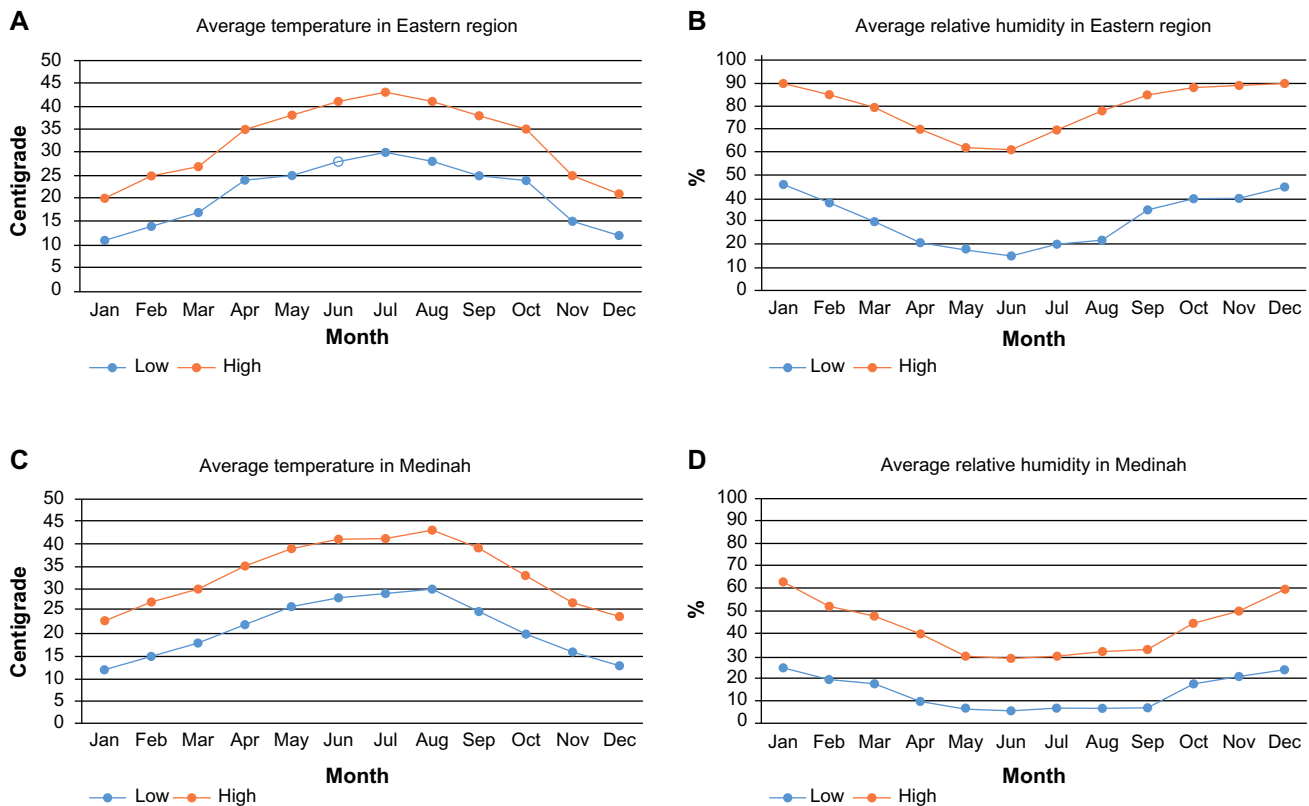 A
Average temperature in Eastern region
50
45
40
35
30
25
20
15
10
5
0
Centigrade
Jan Feb Mar Apr May Jun Jul Aug Sep Oct Nov Dec
Month
Low High
B
Average relative humidity in Eastern region
100
90
80
70
60
50
40
30
20
10
0
%
Jan Feb Mar Apr May Jun Jul Aug Sep Oct Nov Dec
Month
Low High
C
Average temperature in Medinah
50
45
40
35
30
25
20
15
10
5
0
Centigrade
Jan Feb Mar Apr May Jun Jul Aug Sep Oct Nov Dec
Month
Low High
D
Average relative humidity in Medinah
100
90
80
70
60
50
40
30
20
10
0
%
Jan Feb Mar Apr May Jun Jul Aug Sep Oct Nov Dec
Month
Low High